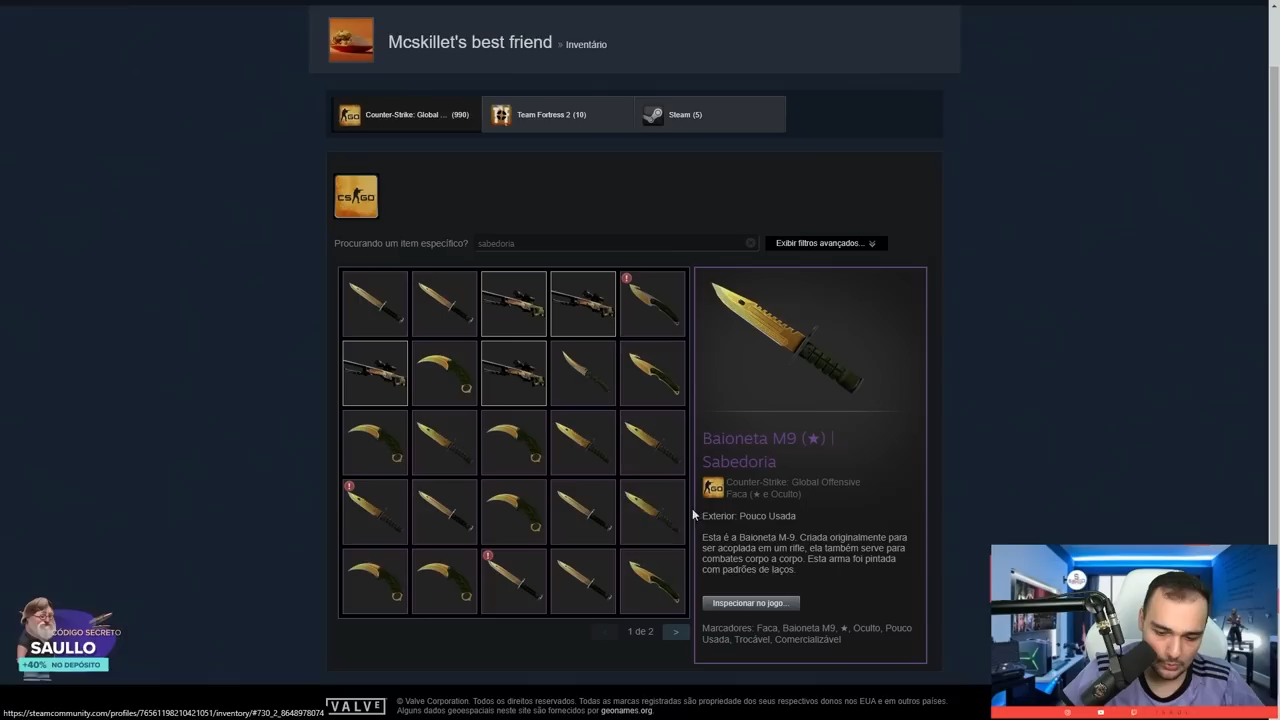 Mcskillet's best friend » Inventário
Counter-Strike: Global ... (990)
Team Fortress 2 (10)
Steam (5)
CS GO
Procurando um item específico?
sabedoria
Exibir filtros avançados...
Baioneta M9 (★) |
Sabedoria
GO
Counter-Strike: Global Offensive
Faca (★ e Oculto)
Exterior: Pouco Usada
Esta é a Baioneta M-9. Criada originalmente para
ser acoplada em um rifle, ela também serve para
combates corpo a corpo. Esta arma foi pintada
com padrões de laços.
Inspecionar no jogo...
Marcadores: Faca, Baioneta M9, ★, Oculto, Pouco
Usada, Trocável, Comercializável
< 1 de 2 >
CÓDIGO SECRETO
SAULLO
+40% NO DEPÓSITO
VALVE
© Valve Corporation. Todos os direitos reservados. Todas as marcas registradas são propriedade dos seus respectivos donos nos EUA e em outros países.
Alguns dados geoespaciais neste site são fornecidos por geonames.org.
https://steamcommunity.com/profiles/76561198210421051/inventory/#730_2_8648978074